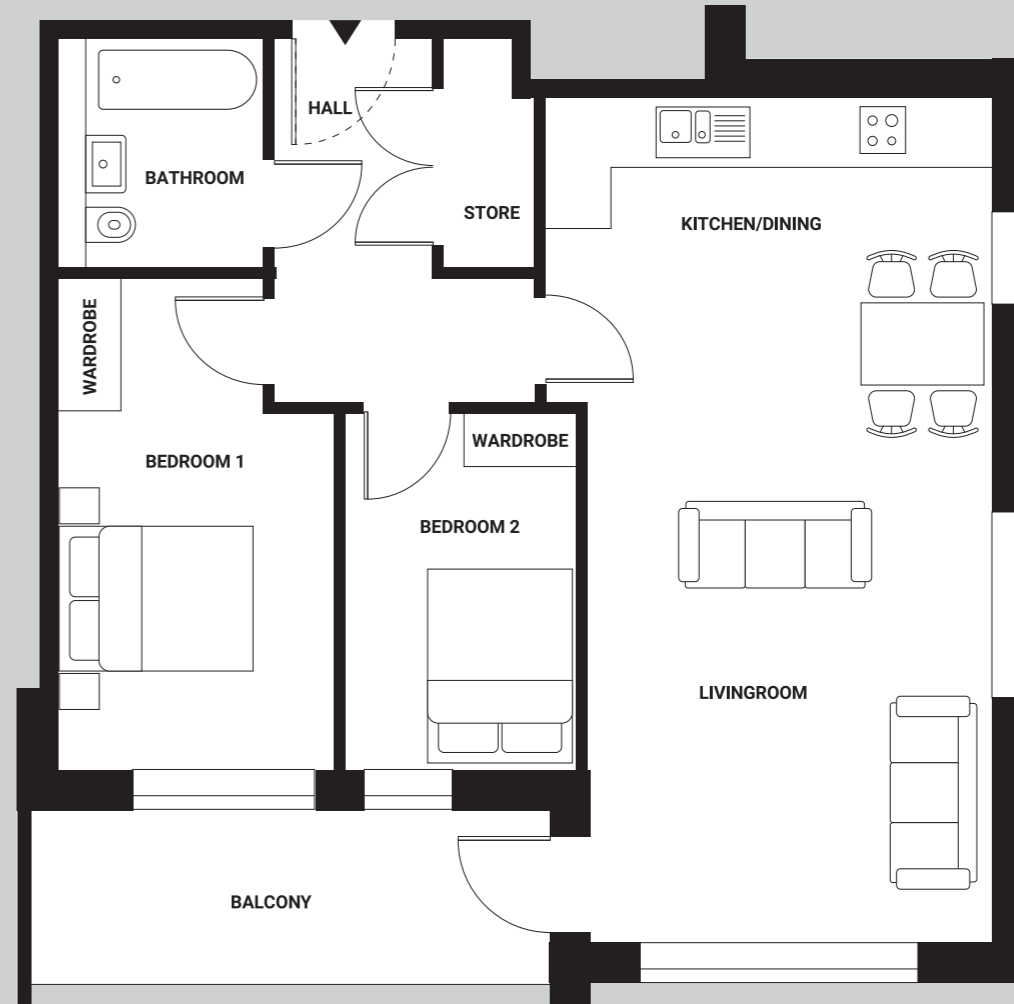 HALL
BATHROOM
STORE
KITCHEN/DINING
WARDROBE
WARDROBE
BEDROOM 1
BEDROOM 2
LIVINGROOM
BALCONY